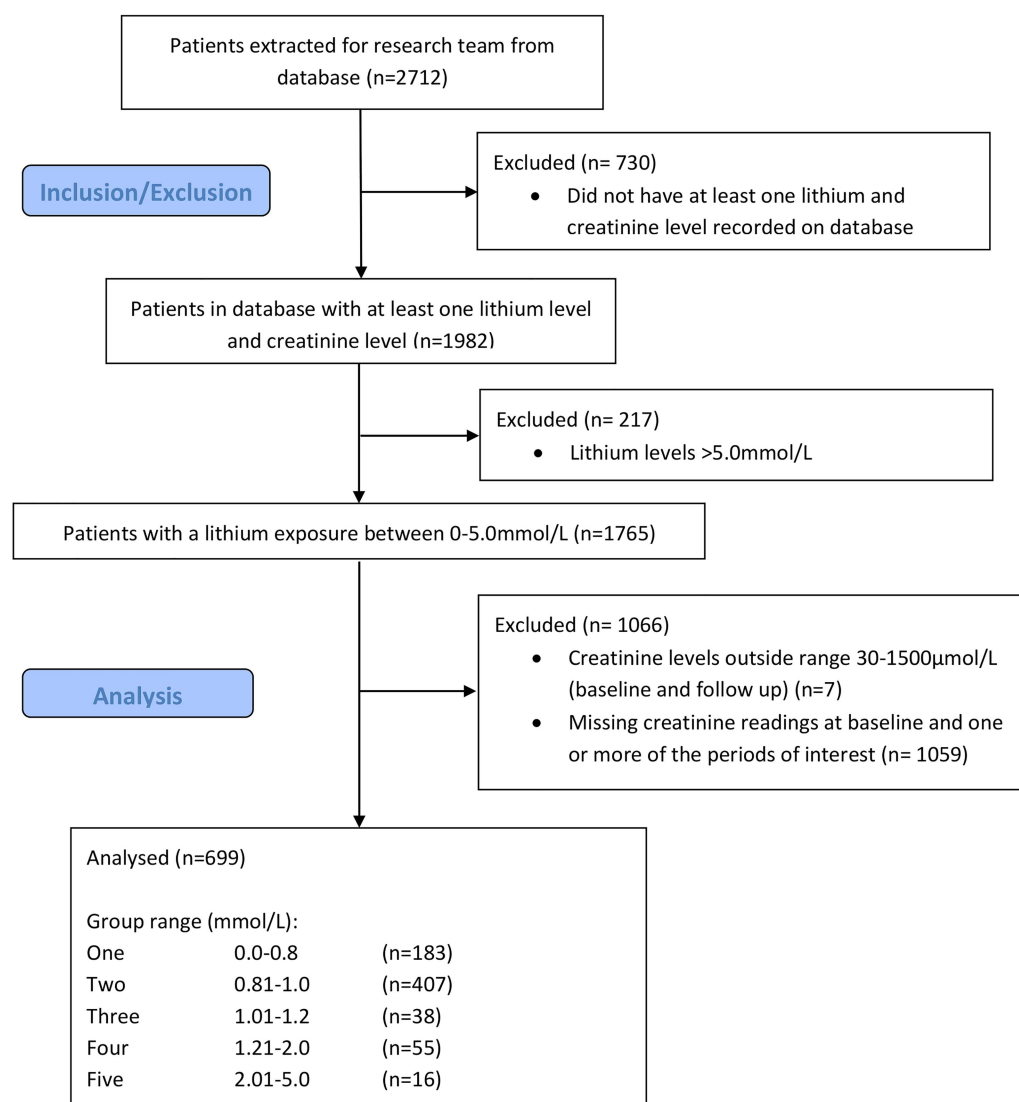 Patients extracted for research team from
database (n=2712)
Excluded (n= 730)
• Did not have at least one lithium and
creatinine level recorded on database
Inclusion/Exclusion
Patients in database with at least one lithium level
and creatinine level (n=1982)
Excluded (n= 217)
• Lithium levels >5.0mmol/L
Patients with a lithium exposure between 0-5.0mmol/L (n=1765)
Excluded (n= 1066)
• Creatinine levels outside range 30-1500µmol/L
(baseline and follow up) (n=7)
• Missing creatinine readings at baseline and one
or more of the periods of interest (n= 1059)
Analysis
Analysed (n=699)
Group range (mmol/L):
One 0.0-0.8 (n=183)
Two 0.81-1.0 (n=407)
Three 1.01-1.2 (n=38)
Four 1.21-2.0 (n=55)
Five 2.01-5.0 (n=16)